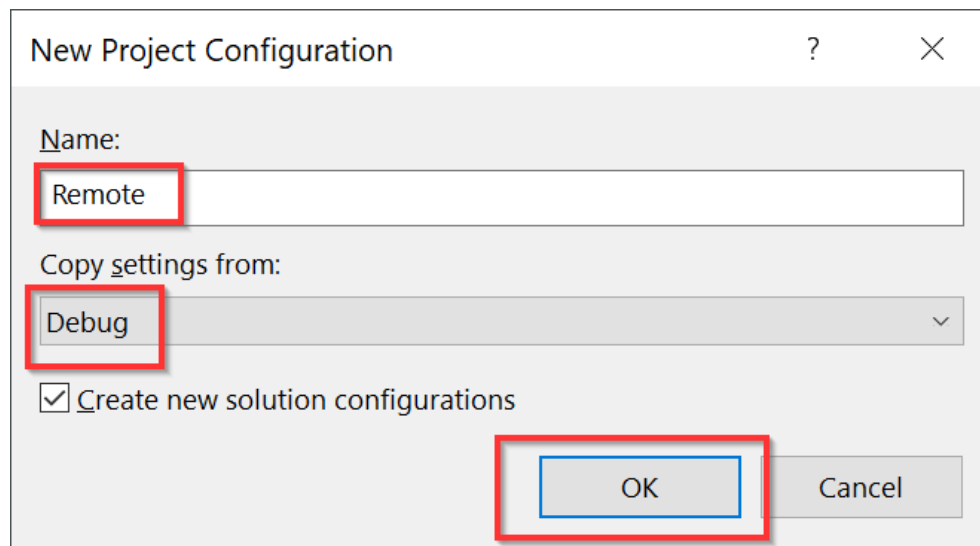 New Project Configuration ?
Name:
Remote
Copy settings from:
Debug
Create new solution configurations
OK Cancel